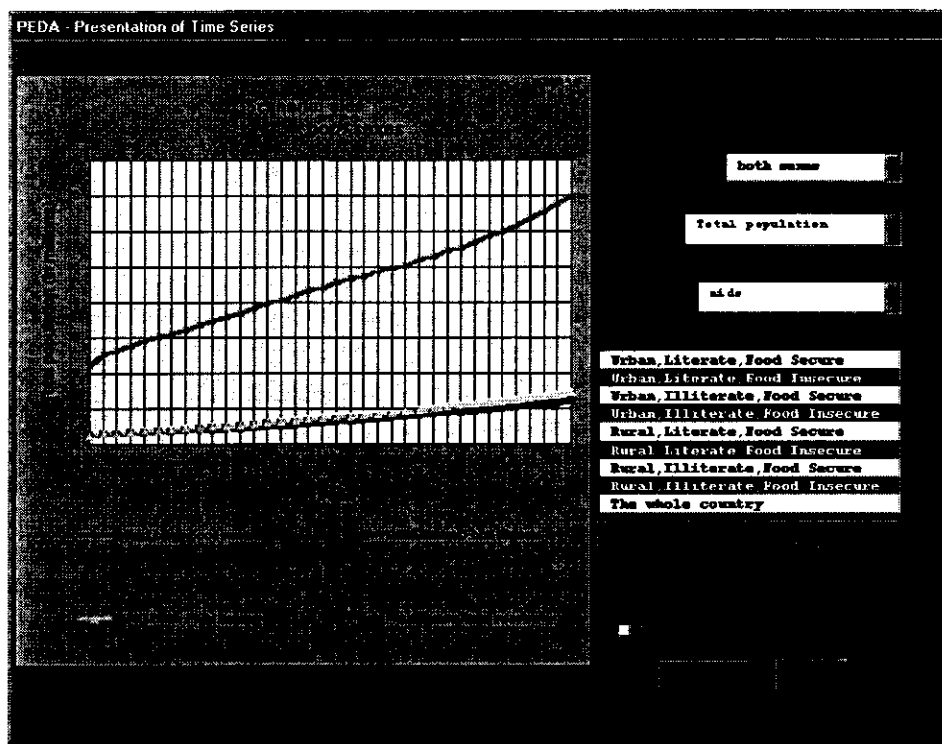 PEDA - Presentation of Time Series
both sexes
Total population
aids
Urban,Literate,Food Secure
Urban,Literate,Food Insecure
Urban,Illiterate,Food Secure
Urban,Illiterate,Food Insecure
Rural,Literate,Food Secure
Rural,Literate,Food Insecure
Rural,Illiterate,Food Secure
Rural,Illiterate,Food Insecure
The whole country